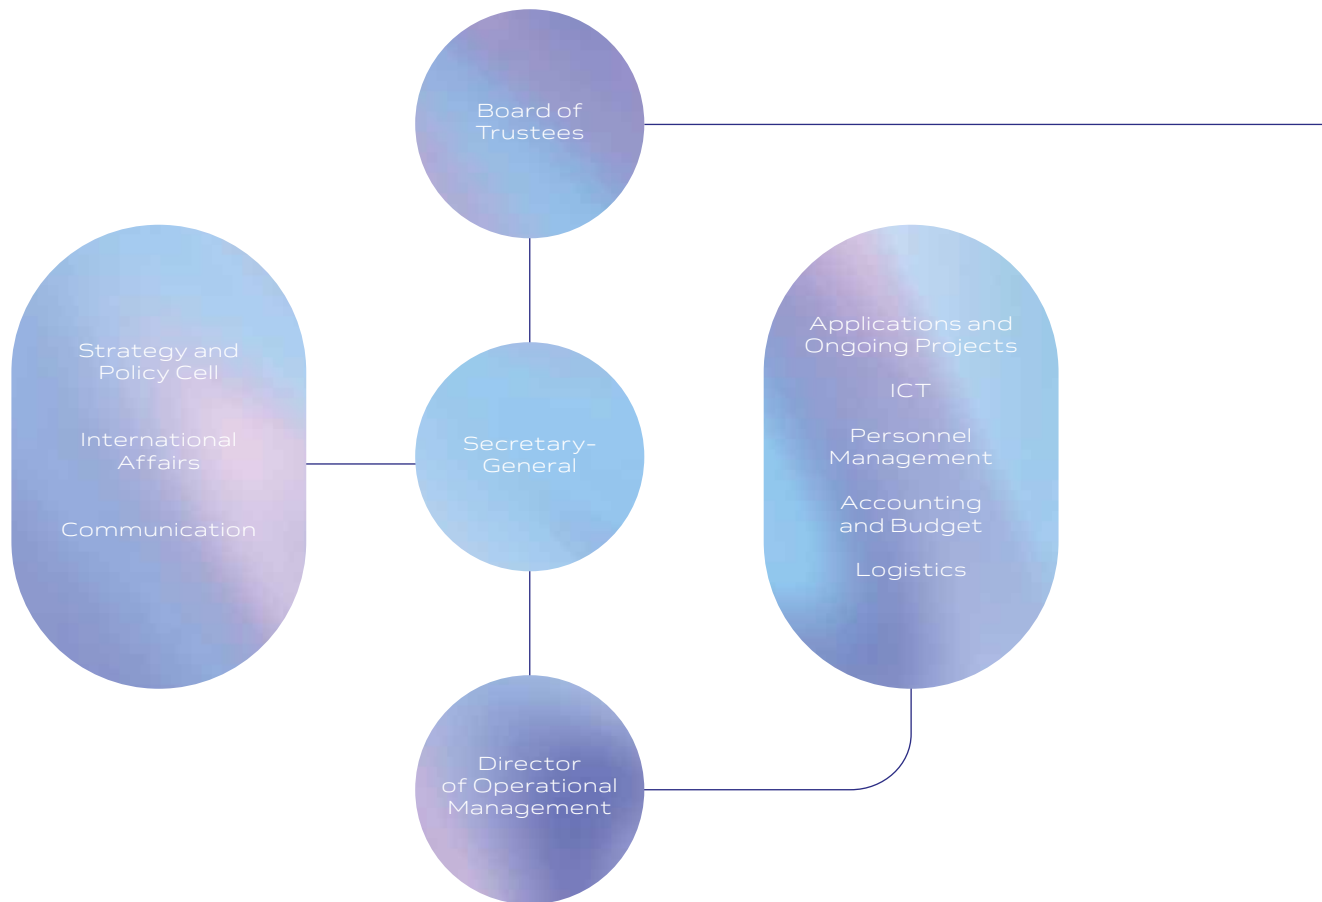 Board of
Trustees
Strategy and
Policy Cell
International
Affairs
Communication
Secretary-
General
Applications and
Ongoing Projects
ICT
Personnel
Management
Accounting
and Budget
Logistics
Director
of Operational
Management